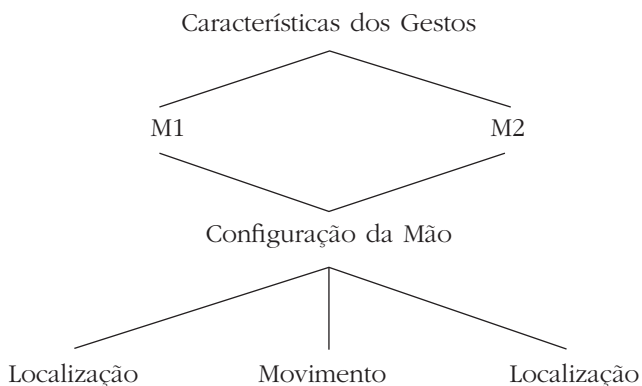 Características dos Gestos
M1 M2
Configuração da Mão
Localização Movimento Localização